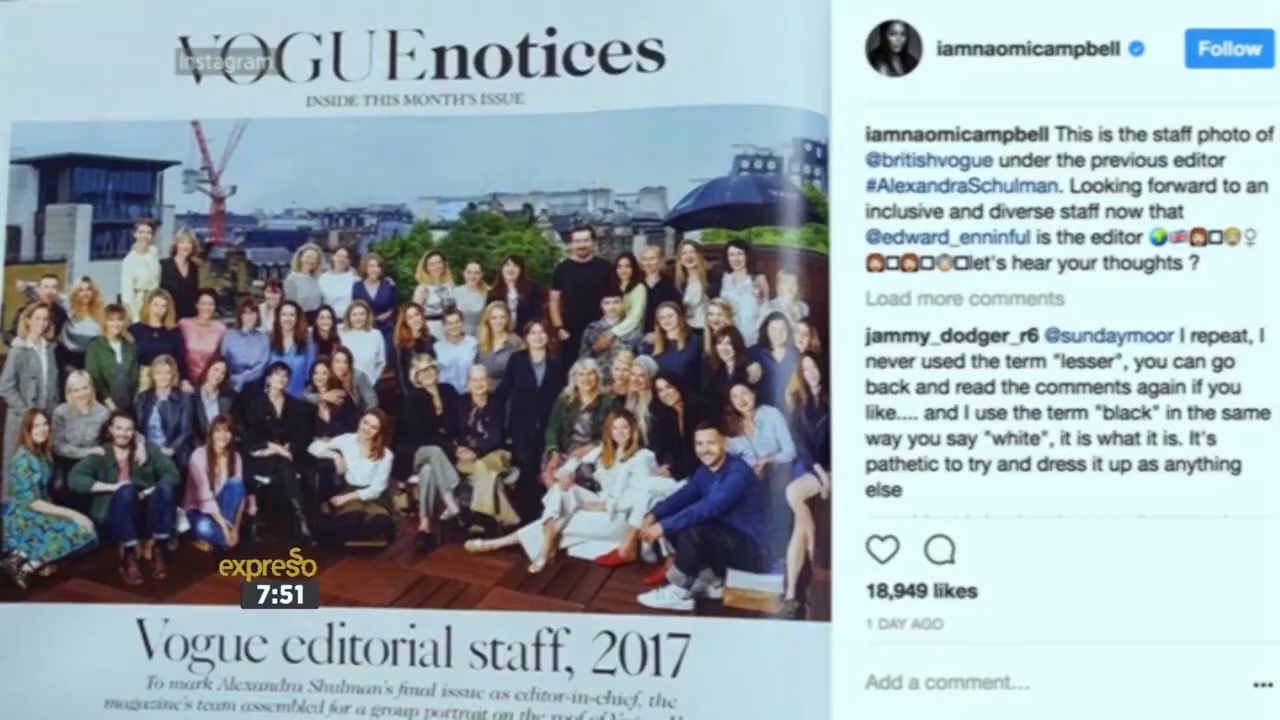 VOGUEnotices
Instagram
INSIDE THIS MONTH'S ISSUE
expresso
7:51
Vogue editorial staff, 2017
To mark Alexandra Shulman's final issue as editor-in-chief, the
magazine's team assembled for a group portrait on the roof of
iamnaomicampbell
Follow
iamnaomicampbell This is the staff photo of
@britishvogue under the previous editor
#AlexandraSchulman. Looking forward to an
inclusive and diverse staff now that
@edward_enninful is the editor 🌍🇬🇧
let's hear your thoughts ?
Load more comments
jammy_dodger_r6 @sundaymoor I repeat, I
never used the term "lesser", you can go
back and read the comments again if you
like.... and I use the term "black" in the same
way you say "white", it is what it is. It's
pathetic to try and dress it up as anything
else
18,949 likes
1 DAY AGO
Add a comment...